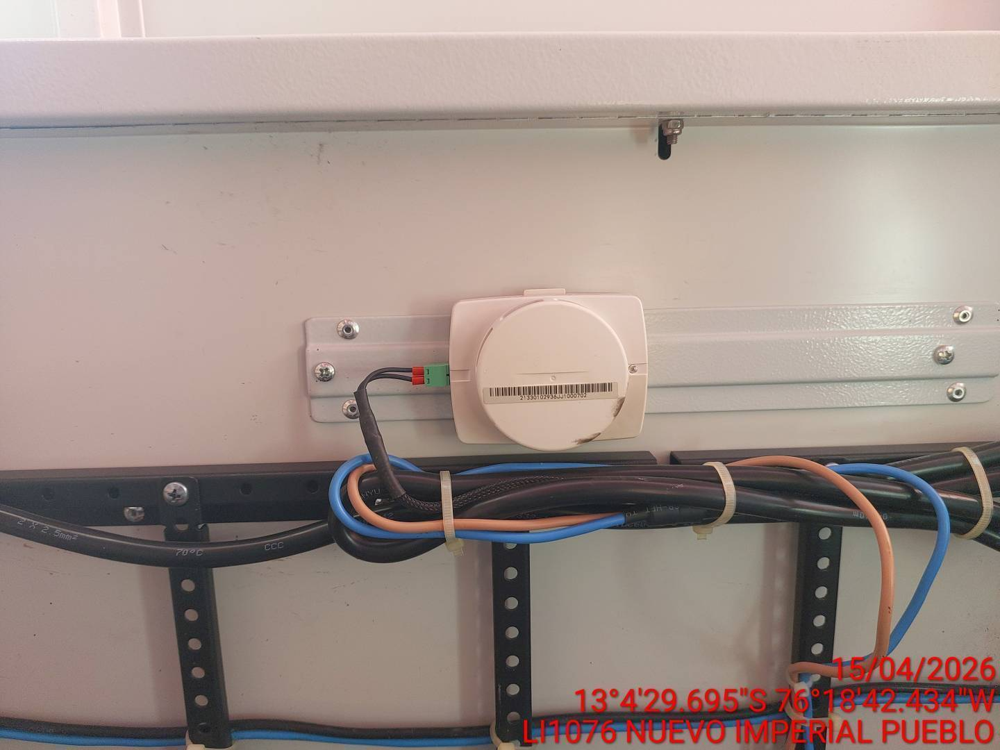 21330102936JJ1000702
2 X 2.5mm²
70°C
CCC
15/04/2026
13°4'29.695"S 76°18'42.434"W
LI1076 NUEVO IMPERIAL PUEBLO